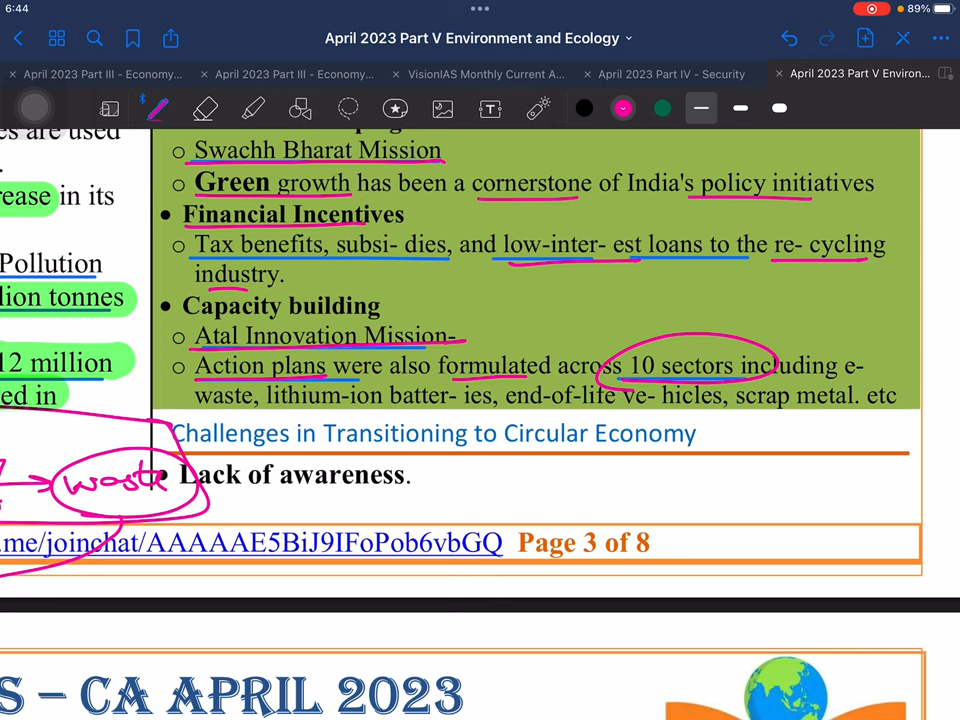 6:44
89%
April 2023 Part V Environment and Ecology
April 2023 Part III - Economy...
April 2023 Part III - Economy...
VisionIAS Monthly Current A...
April 2023 Part IV - Security
April 2023 Part V Environ...
es are used
rease in its
Pollution
lion tonnes
12 million
ed in
waste
o Swachh Bharat Mission
o Green growth has been a cornerstone of India's policy initiatives
• Financial Incentives
o Tax benefits, subsi- dies, and low-inter- est loans to the re- cycling
industry.
• Capacity building
o Atal Innovation Mission-
o Action plans were also formulated across 10 sectors including e-
waste, lithium-ion batter- ies, end-of-life ve- hicles, scrap metal. etc
Challenges in Transitioning to Circular Economy
• Lack of awareness.
.me/joinchat/AAAAAE5BiJ9IFoPob6vbGQ Page 3 of 8
S – CA APRIL 2023